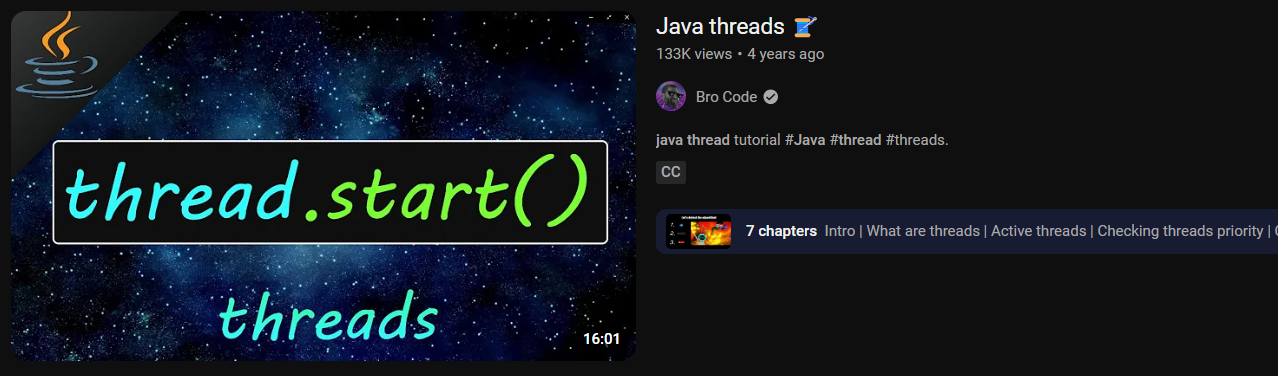 thread.start()
threads
16:01
Java threads
133K views • 4 years ago
Bro Code
java thread tutorial #Java #thread #threads.
CC
7 chapters Intro | What are threads | Active threads | Checking threads priority |